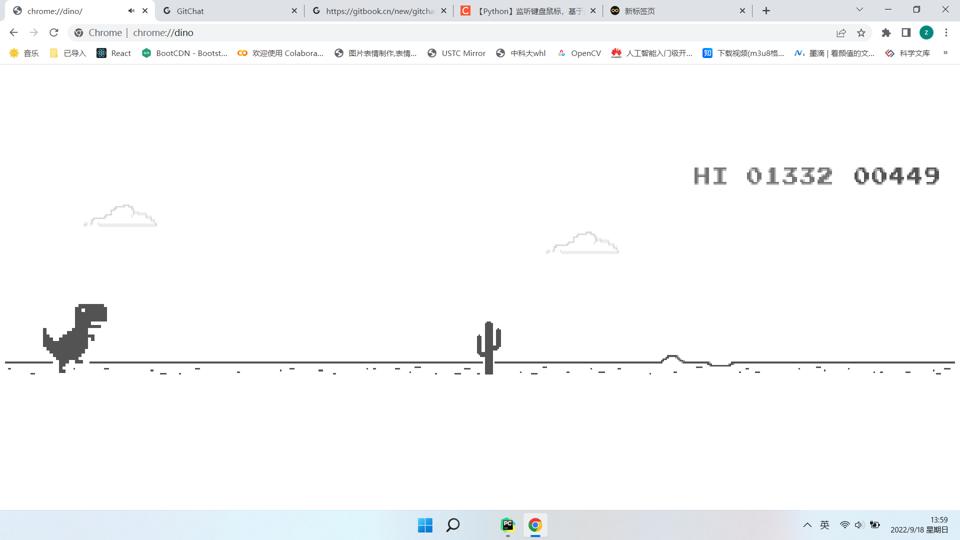 chrome://dino/
GitChat
https://gitbook.cn/new/gitcha
【Python】监听键盘鼠标，基于
新标签页
Chrome | chrome://dino
音乐
已导入
React
BootCDN - Bootst...
欢迎使用 Colabora...
图片表情制作,表情...
USTC Mirror
中科大whl
OpenCV
人工智能入门极开...
下载视频(m3u8格...
墨滴 | 看颜值的文...
科学文库
»
HI 01332 00449
英
13:59
2022/9/18 星期日